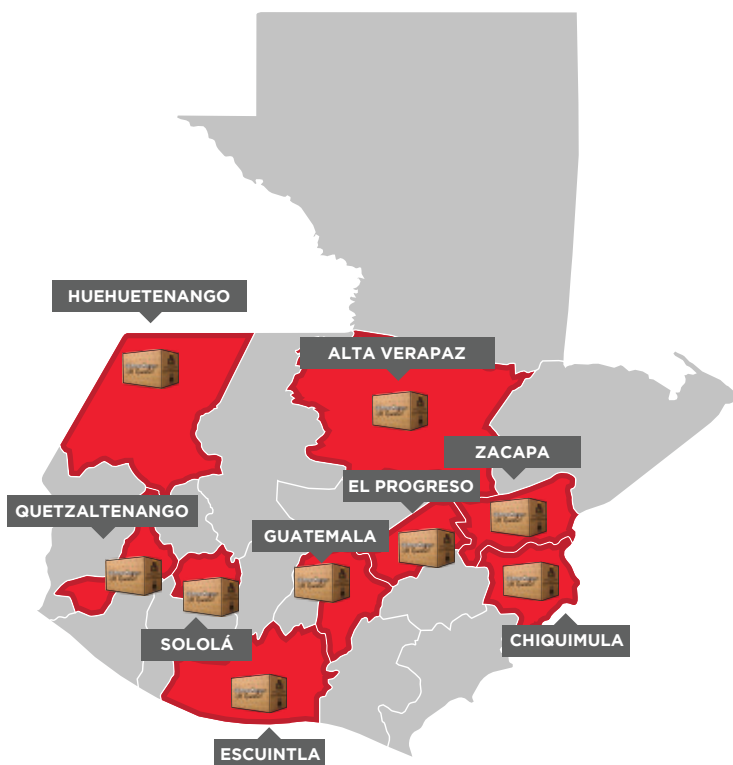 HUEHUETENANGO
ALTA VERAPAZ
ZACAPA
EL PROGRESO
QUETZALTENANGO
GUATEMALA
SOLOLÁ
CHIQUIMULA
ESCUINTLA